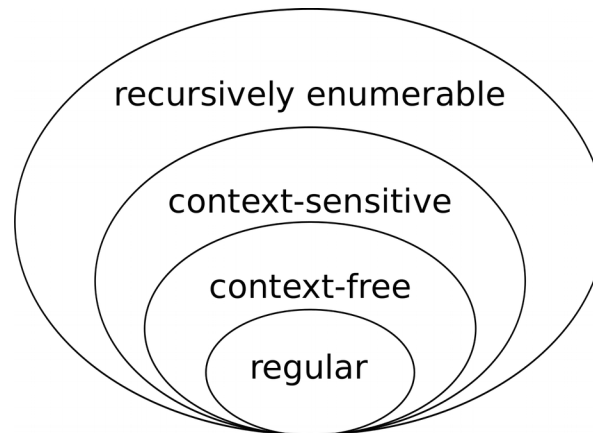 recursively enumerable
context-sensitive
context-free
regular